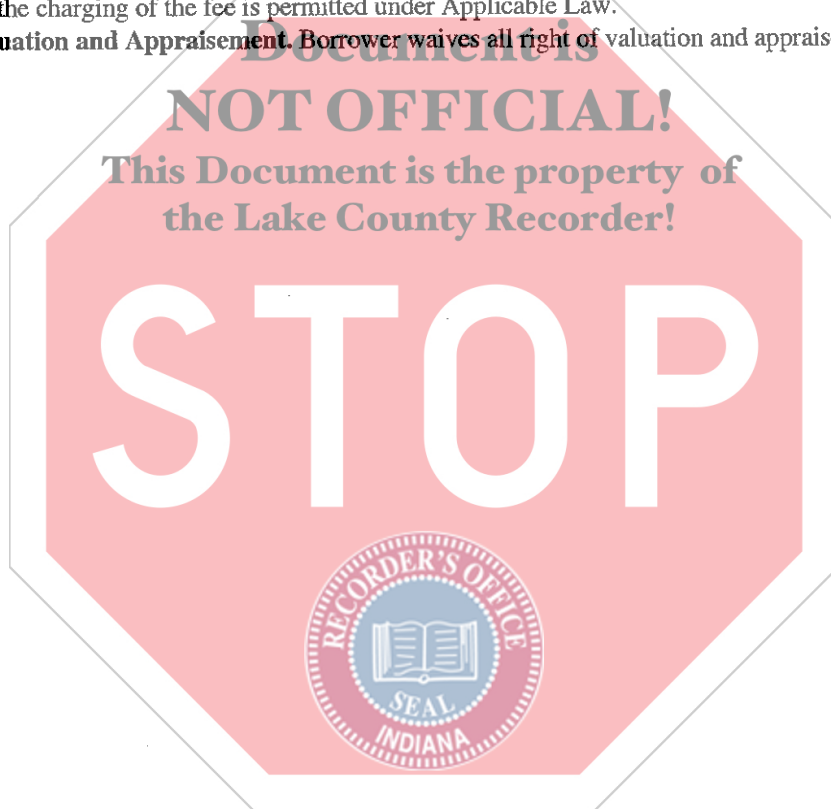 the charging of the fee is permitted under Applicable Law.
uation and Appraisement. Borrower waives all right of valuation and apprais
Document is
NOT OFFICIAL!
This Document is the property of
the Lake County Recorder!
STOP
RECORDER'S OFFICE
SEAL
INDIANA